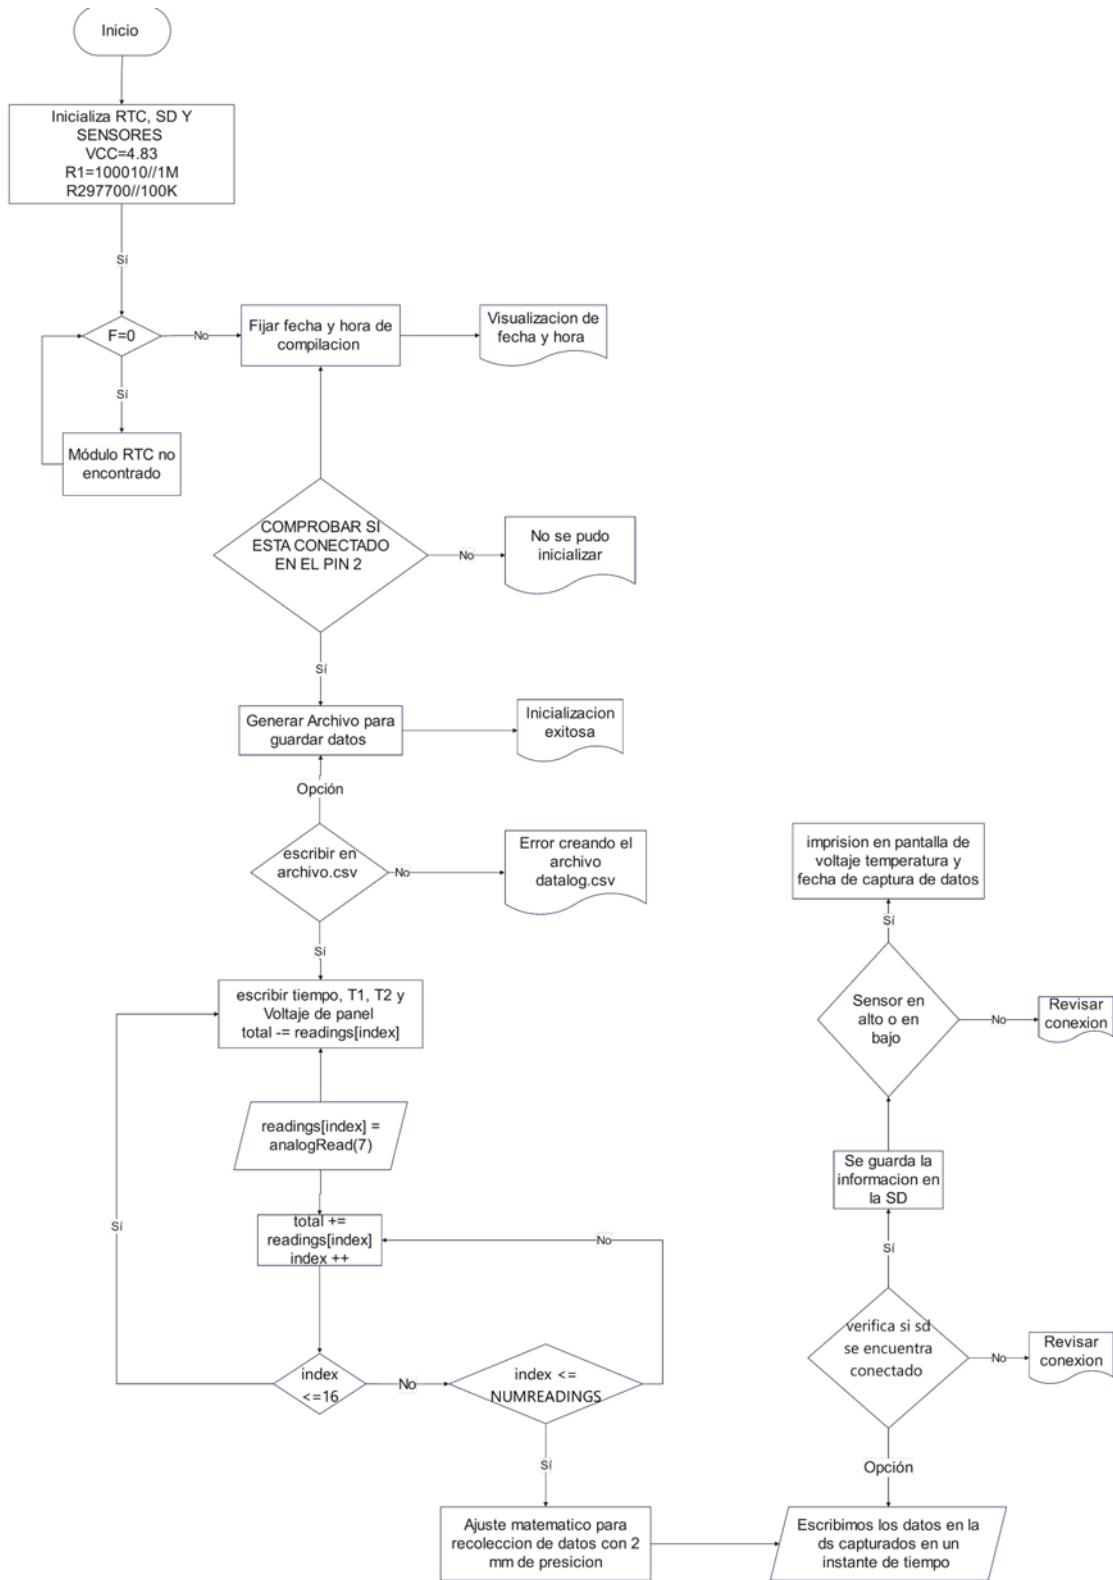 Inicio
Inicializa RTC, SD Y
SENSORES
VCC=4.83
R1=100010//1M
R297700//100K
Sí
F=0
No
Fijar fecha y hora de
compilacion
Visualizacion de
fecha y hora
Sí
Módulo RTC no
encontrado
COMPROBAR SI
ESTA CONECTADO
EN EL PIN 2
No
No se pudo
inicializar
Sí
Generar Archivo para
guardar datos
Inicializacion
exitosa
Opción
escribir en
archivo.csv
No
Error creando el
archivo
datalog.csv
Sí
escribir tiempo, T1, T2 y
Voltaje de panel
total -= readings[index]
readings[index] =
analogRead(7)
total +=
readings[index]
index ++
No
Sí
index
<=16
No
index <=
NUMREADINGS
Sí
Ajuste matematico para
recoleccion de datos con 2
mm de presicion
Escribimos los datos en la
ds capturados en un
instante de tiempo
Opción
verifica si sd
se encuentra
conectado
No
Revisar
conexion
Sí
Se guarda la
informacion en
la SD
Sensor en
alto o en
bajo
No
Revisar
conexion
Sí
imprision en pantalla de
voltaje temperatura y
fecha de captura de datos